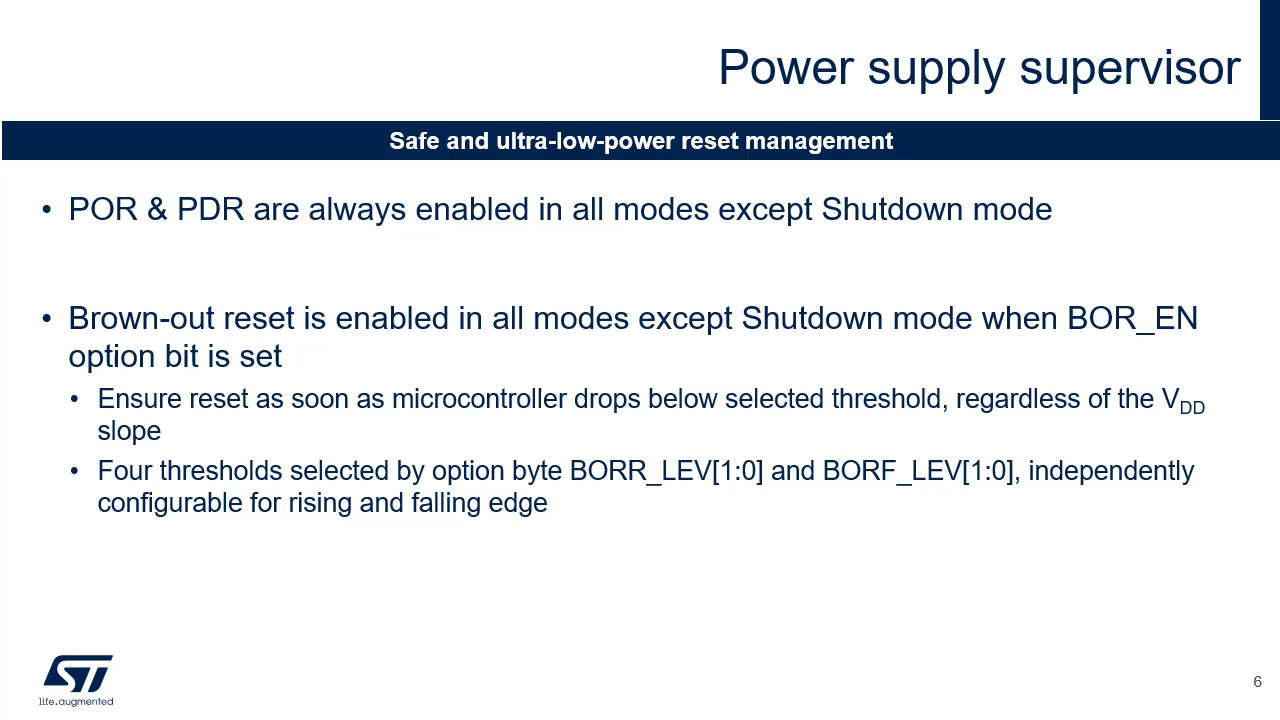 Power supply supervisor
Safe and ultra-low-power reset management
• POR & PDR are always enabled in all modes except Shutdown mode
• Brown-out reset is enabled in all modes except Shutdown mode when BOR_EN
option bit is set
• Ensure reset as soon as microcontroller drops below selected threshold, regardless of the VDD
slope
• Four thresholds selected by option byte BORR_LEV[1:0] and BORF_LEV[1:0], independently
configurable for rising and falling edge
ST
life.augmented
6